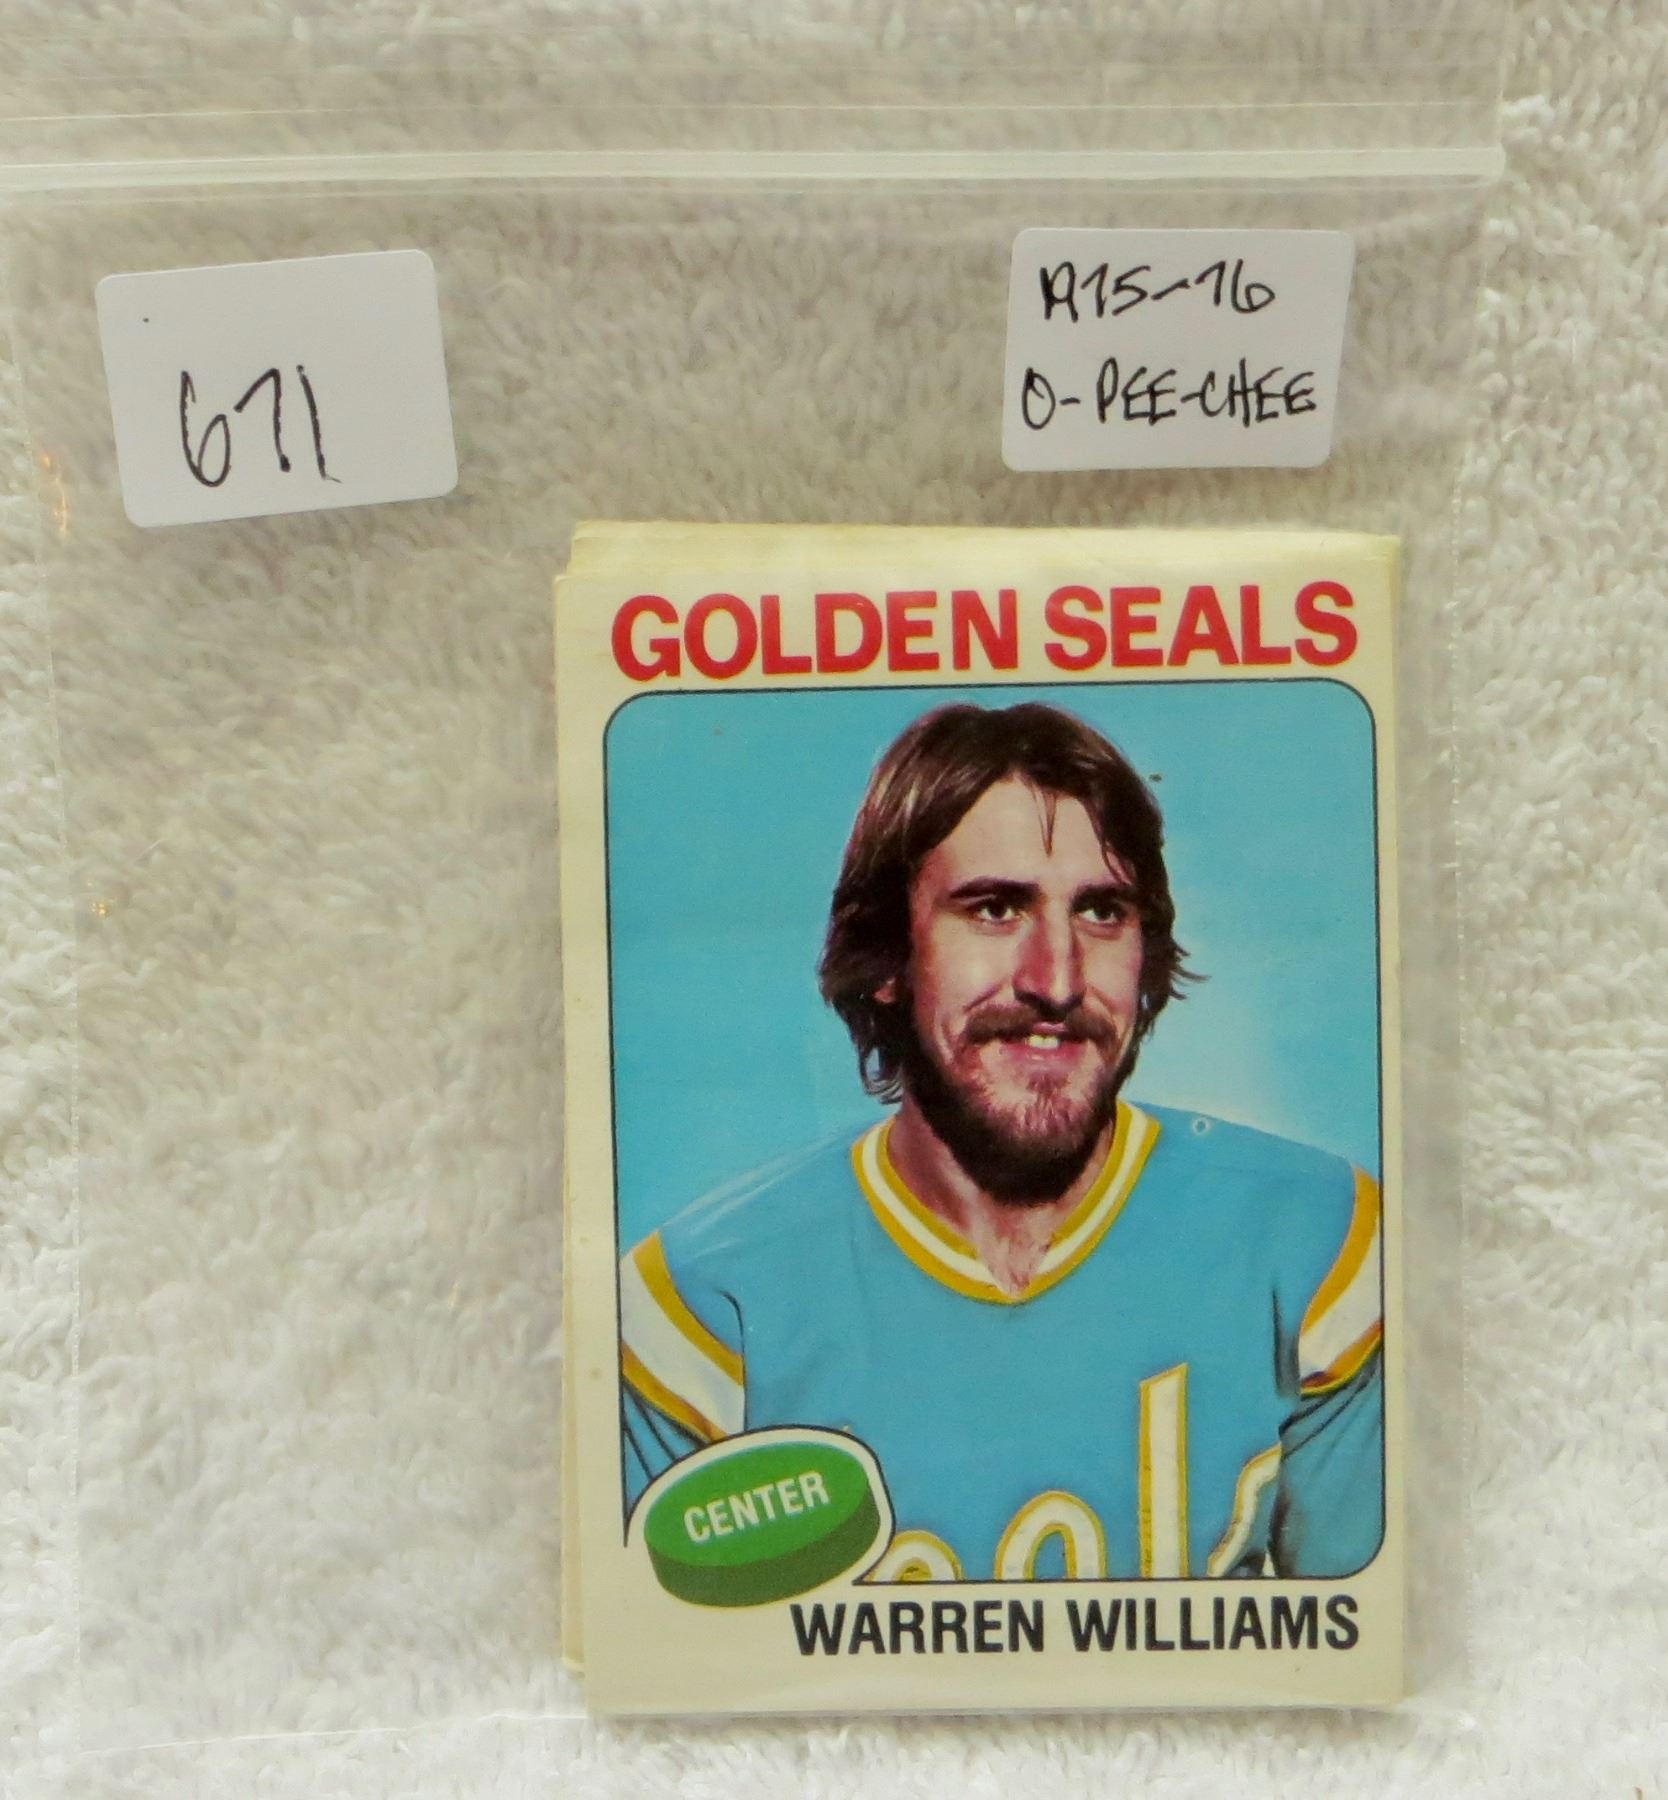 671
1975-76
O-PEE-CHEE
GOLDEN SEALS
CENTER
WARREN WILLIAMS